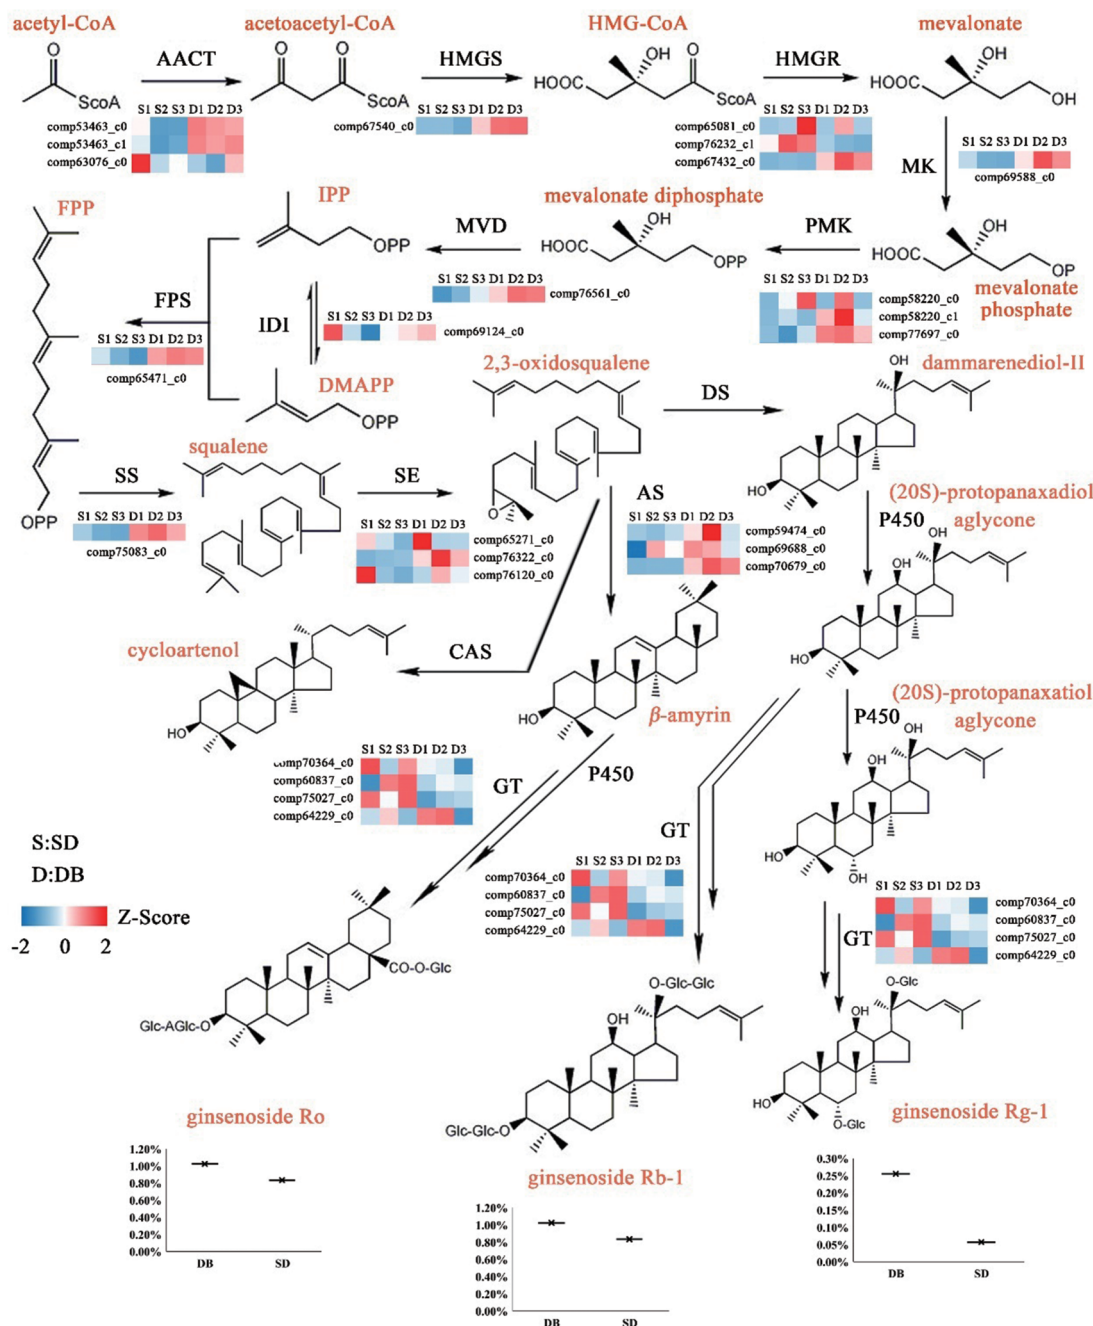 acetyl-CoA
acetoacetyl-CoA
HMG-CoA
mevalonate
O
AACT
O O
HMGS
OH O
HMGR
OH
HOOC
HOOC
OH
ScoA
ScoA
ScoA
S1 S2 S3 D1 D2 D3
comp53463_c0
comp53463_c1
comp63076_c0
S1 S2 S3 D1 D2 D3
comp67540_c0
S1 S2 S3 D1 D2 D3
comp65081_c0
comp76232_c1
comp67432_c0
MK
S1 S2 S3 D1 D2 D3
comp69588_c0
FPP
IPP
mevalonate diphosphate
OPP
MVD
OH
HOOC
OPP
PMK
OH
HOOC
OP
mevalonate
phosphate
S1 S2 S3 D1 D2 D3
comp76561_c0
S1 S2 S3 D1 D2 D3
comp58220_c0
comp58220_c1
comp77697_c0
FPS
S1 S2 S3 D1 D2 D3
comp65471_c0
IDI
S1 S2 S3 D1 D2 D3
comp69124_c0
DMAPP
OPP
2,3-oxidosqualene
O
DS
dammarenediol-II
OH
HO
OPP
SS
S1 S2 S3 D1 D2 D3
comp75083_c0
squalene
SE
S1 S2 S3 D1 D2 D3
comp65271_c0
comp76322_c0
comp76120_c0
AS
S1 S2 S3 D1 D2 D3
comp59474_c0
comp69688_c0
comp70679_c0
P450
(20S)-protopanaxadiol
aglycone
OH
OH
HO
cycloartenol
HO
CAS
β-amyrin
HO
P450
(20S)-protopanaxatiol
aglycone
OH
OH
HO
OH
S1 S2 S3 D1 D2 D3
comp70364_c0
comp60837_c0
comp75027_c0
comp64229_c0
GT
P450
GT
S1 S2 S3 D1 D2 D3
comp70364_c0
comp60837_c0
comp75027_c0
comp64229_c0
GT
S1 S2 S3 D1 D2 D3
comp70364_c0
comp60837_c0
comp75027_c0
comp64229_c0
S:SD
D:DB
Z-Score
-2 0 2
CO-O-Glc
Glc-AGlc-O
ginsenoside Ro
O-Glc-Glc
OH
Glc-Glc-O
ginsenoside Rb-1
O-Glc
OH
HO
O-Glc
ginsenoside Rg-1
1.20%
1.00%
0.80%
0.60%
0.40%
0.20%
0.00%
DB SD
1.20%
1.00%
0.80%
0.60%
0.40%
0.20%
0.00%
DB SD
0.30%
0.25%
0.20%
0.15%
0.10%
0.05%
0.00%
DB SD